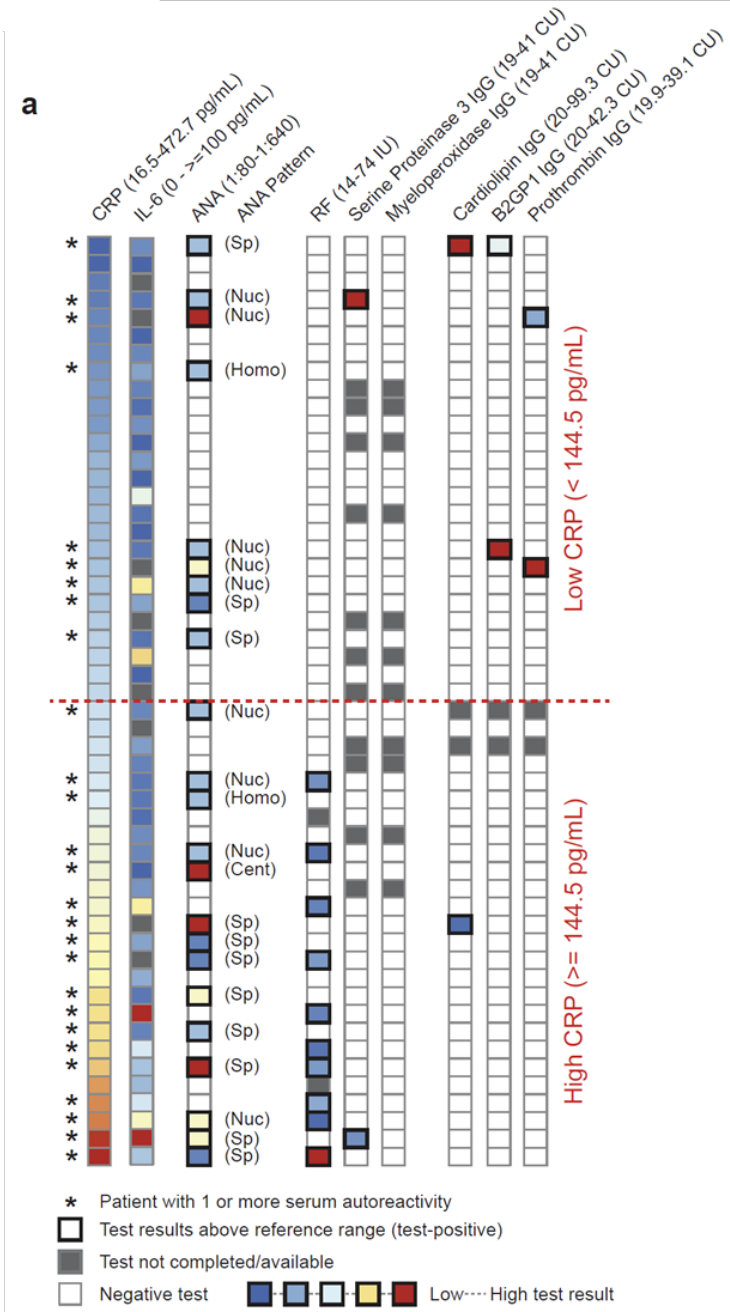 a
CRP (16.5-472.7 pg/mL)
IL-6 (0 - >=100 pg/mL)
ANA (1:80-1:640)
ANA Pattern
RF (14-74 IU)
Serine Proteinase 3 IgG (19-41 CU)
Myeloperoxidase IgG (19-41 CU)
Cardiolipin IgG (20-99.3 CU)
B2GP1 IgG (20-42.3 CU)
Prothrombin IgG (19.9-39.1 CU)
* (Sp)
* (Nuc)
* (Nuc)
* (Homo)
* (Nuc)
* (Nuc)
* (Nuc)
* (Sp)
* (Sp)
Low CRP (< 144.5 pg/mL)
* (Nuc)
* (Nuc)
* (Homo)
* (Nuc)
* (Cent)
*
* (Sp)
* (Sp)
* (Sp)
* (Sp)
*
* (Sp)
*
* (Sp)
*
* (Nuc)
* (Sp)
* (Sp)
High CRP (>= 144.5 pg/mL)
* Patient with 1 or more serum autoreactivity
Test results above reference range (test-positive)
Test not completed/available
Negative test
Low----High test result